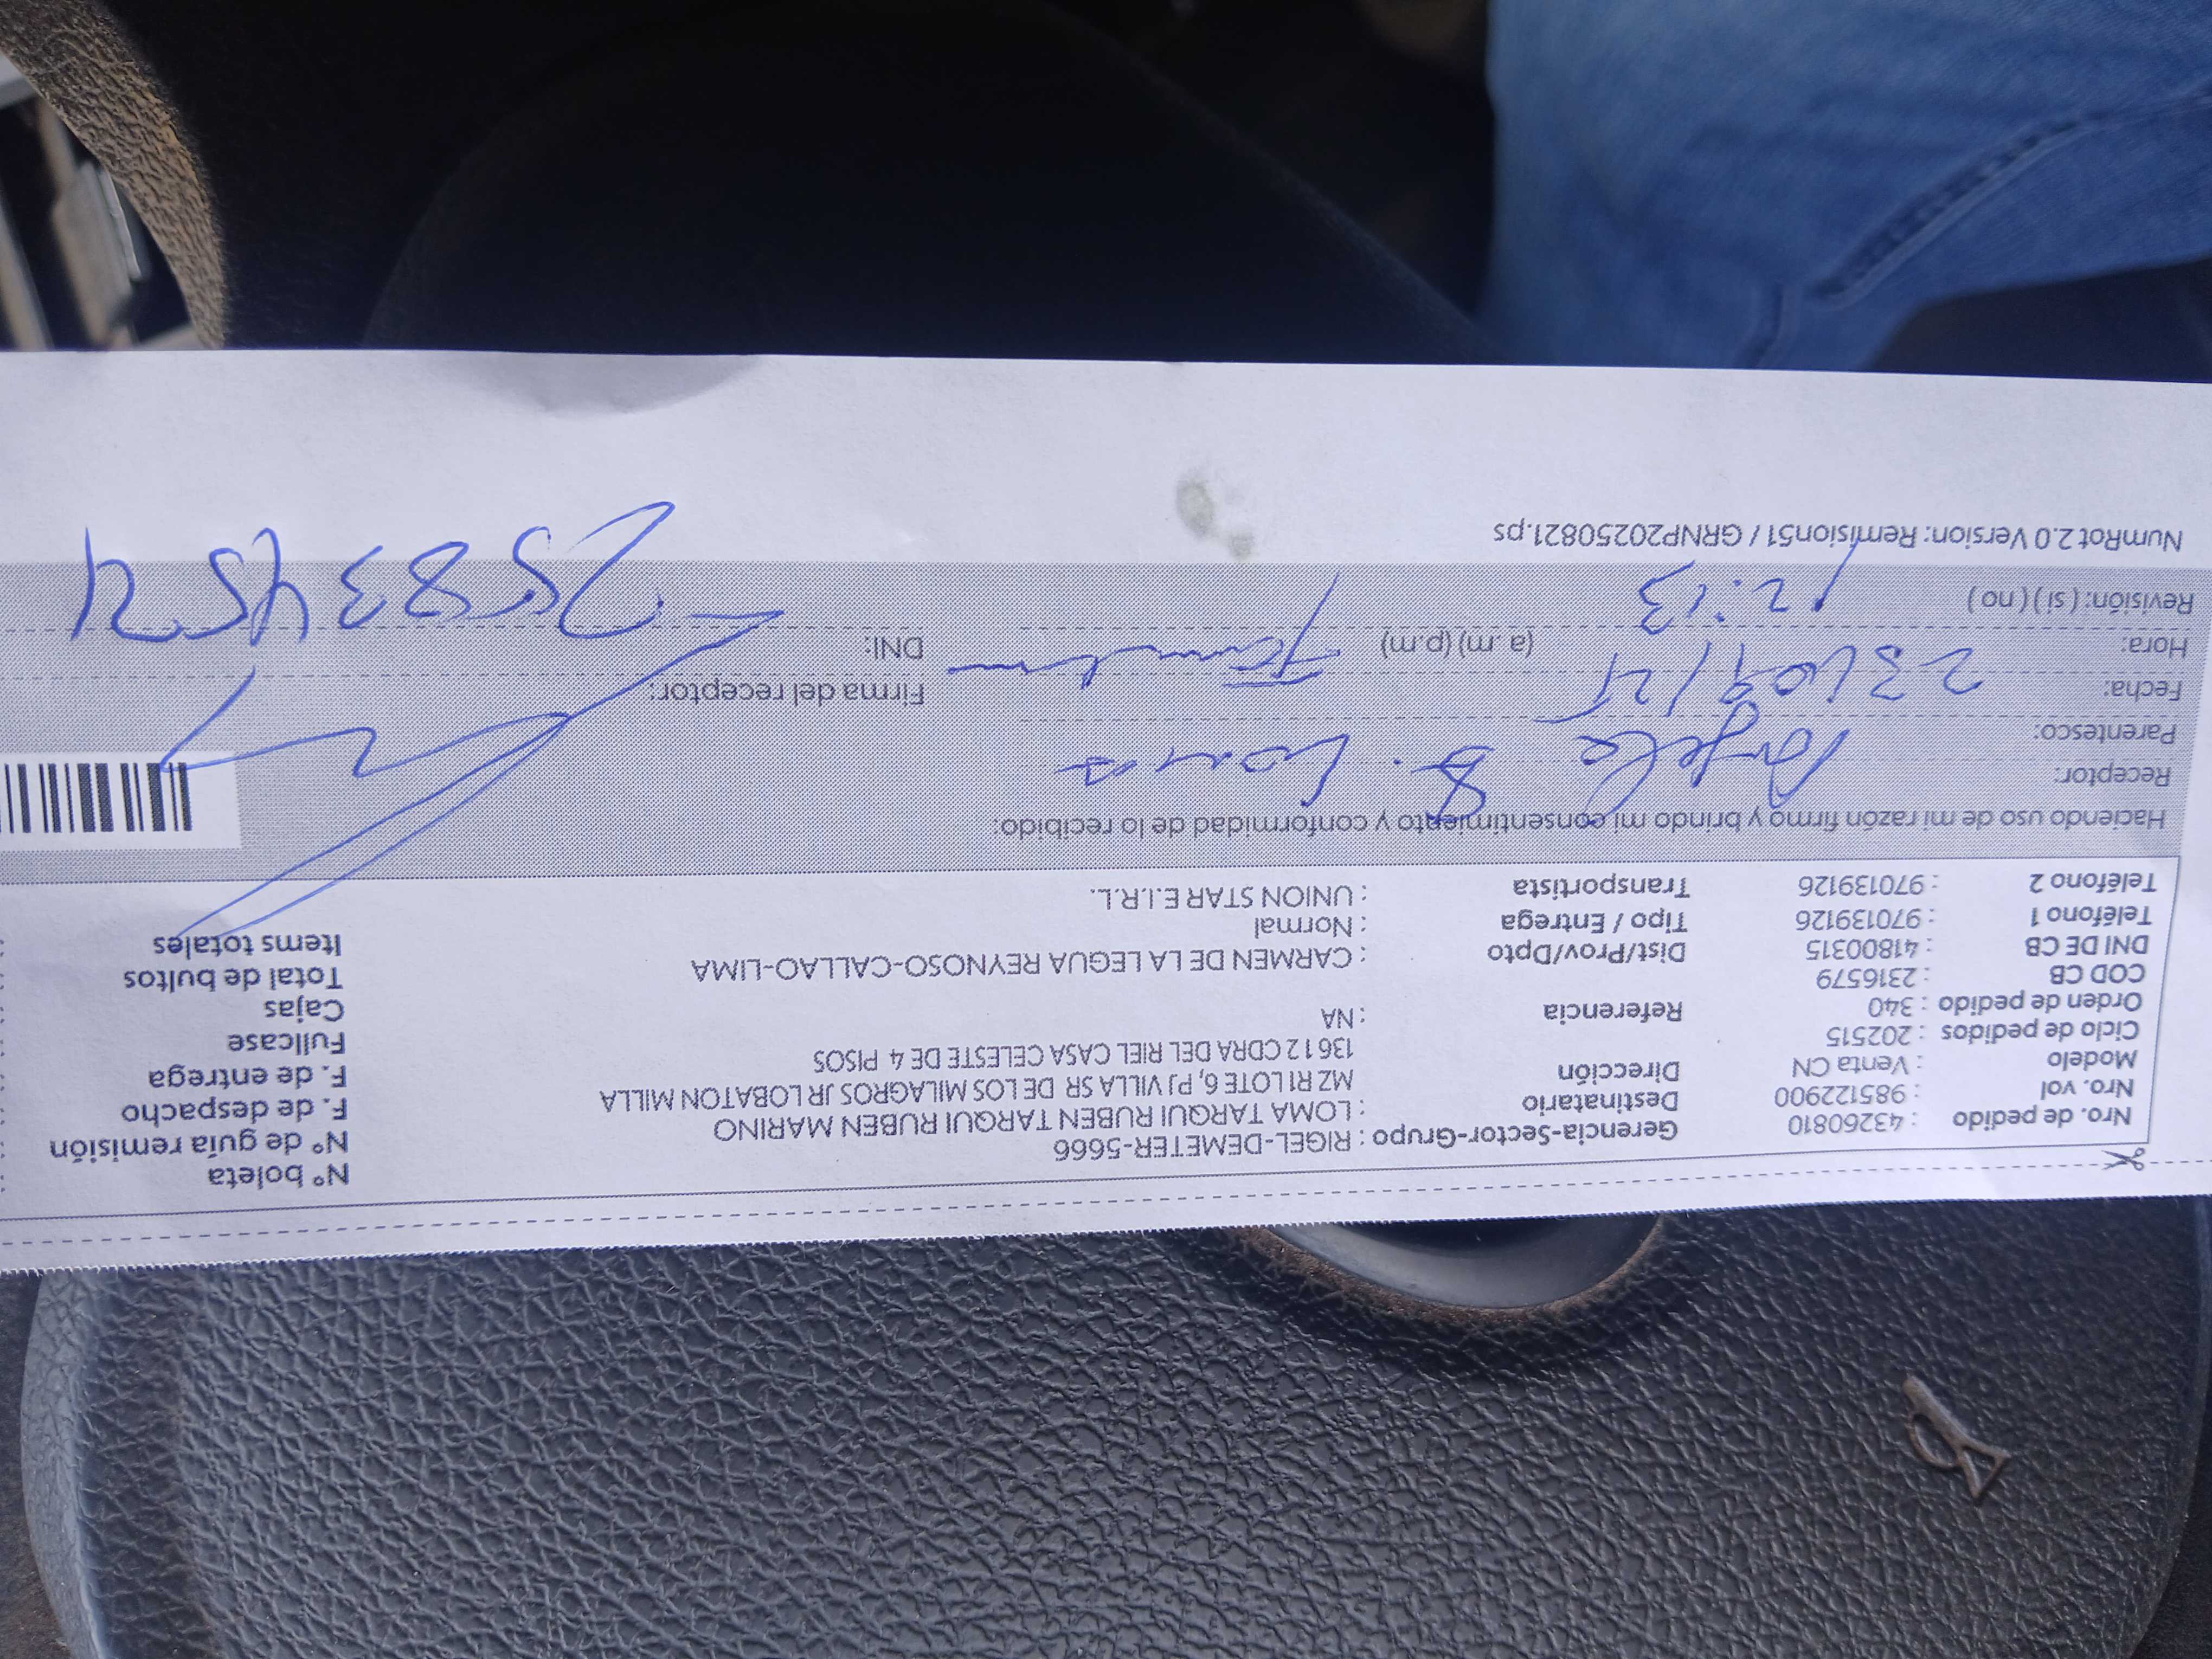 Nº boleta :
Nº de guía remisión :
F. de despacho :
F. de entrega :
Fullcase :
Cajas :
Total de bultos :
Items totales :
Nro. de pedido : 43260810
Nro. vol : 985122900
Modelo : Venta CN
Ciclo de pedidos : 202515
Orden de pedido : 340
COD CB : 2316579
DNI DE CB : 41800315
Teléfono 1 : 970139126
Teléfono 2 : 970139126
Gerencia-Sector-Grupo : RIGEL-DEMETER-5666
Destinatario : LOMA TARQUI RUBEN TARQUI RUBEN MARINO
Dirección MZ R1 LOTE 6, PJ VILLA SR DE LOS MILAGROS JR LOBATON MILLA
13612 CDRA DEL RIEL CASA CELESTE DE 4 PISOS
Referencia : NA
Dist/Prov/Dpto : CARMEN DE LA LEGUA REYNOSO-CALLAO-LIMA
Tipo / Entrega : Normal
Transportista : UNION STAR E.I.R.L.
Haciendo uso de mi razón firmo y brindo mi consentimiento y conformidad de lo recibido:
Receptor:
Parentesco:
Fecha: 23/09/25
Firma del receptor:
Hora: 12:13 (a.m) (p.m)
DNI: 25833454
Revisión: ( si ) ( no )
NumRot 2.0 Version: Remision51 / GRNP20250821.ps